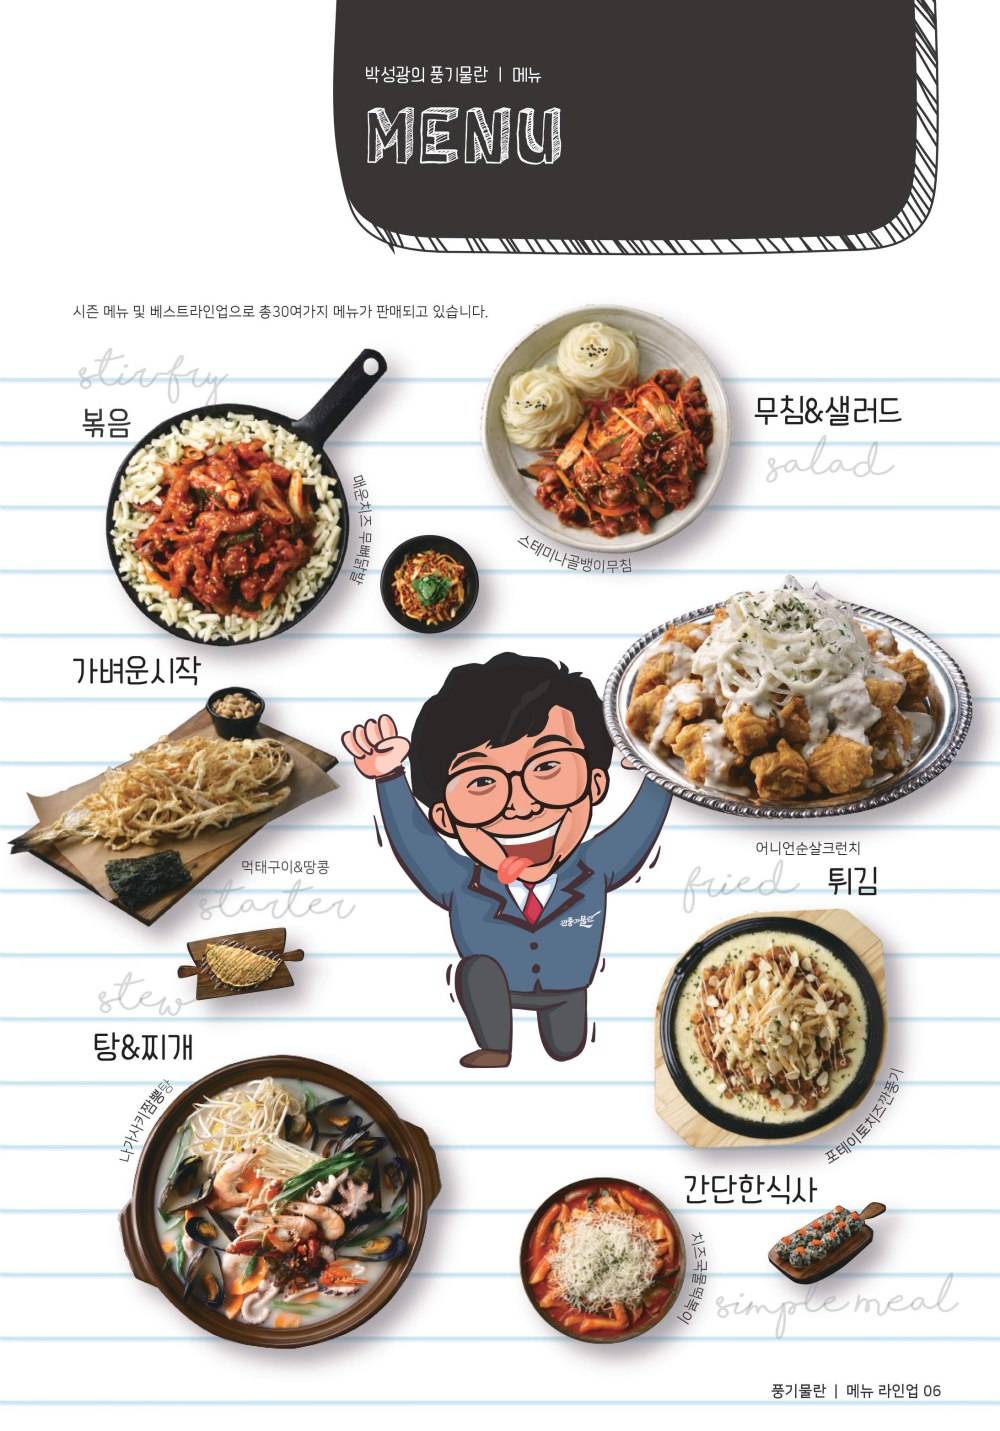 박성광의 풍기물란 | 메뉴
MENU
시즌 메뉴 및 베스트라인업으로 총30여가지 메뉴가 판매되고 있습니다.
stir fry
볶음
매운치즈 무뼈닭발
무침&샐러드
salad
스테미나골뱅이무침
가벼운시작
먹태구이&땅콩
starter
어니언순살크런치
fried
튀김
stew
탕&찌개
나가사키짬뽕탕
포테이토치즈깐풍기
간단한식사
치즈국물떡볶이
simple meal
풍기물란 | 메뉴 라인업 06